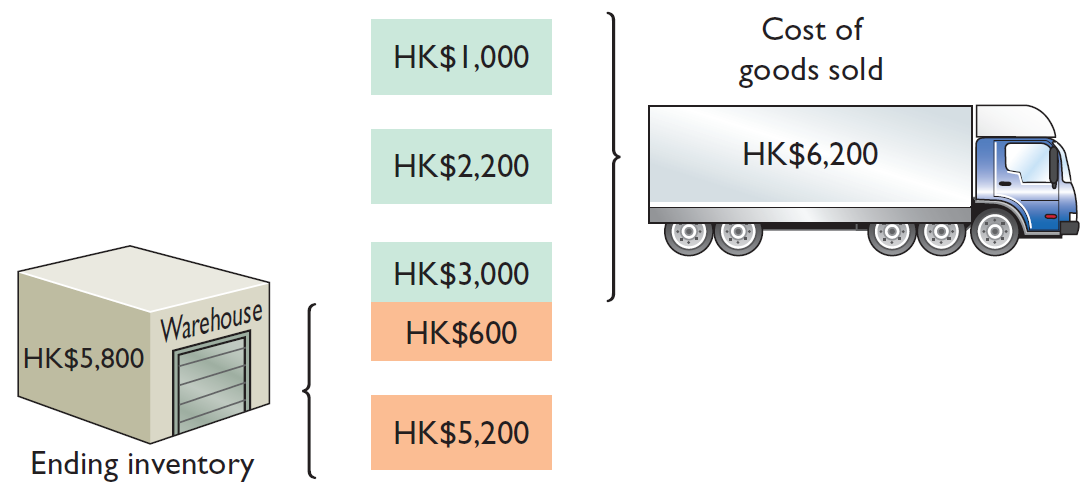 HK$1,000
HK$2,200
HK$3,000
HK$600
HK$5,200
Cost of
goods sold
HK$6,200
Warehouse
HK$5,800
Ending inventory